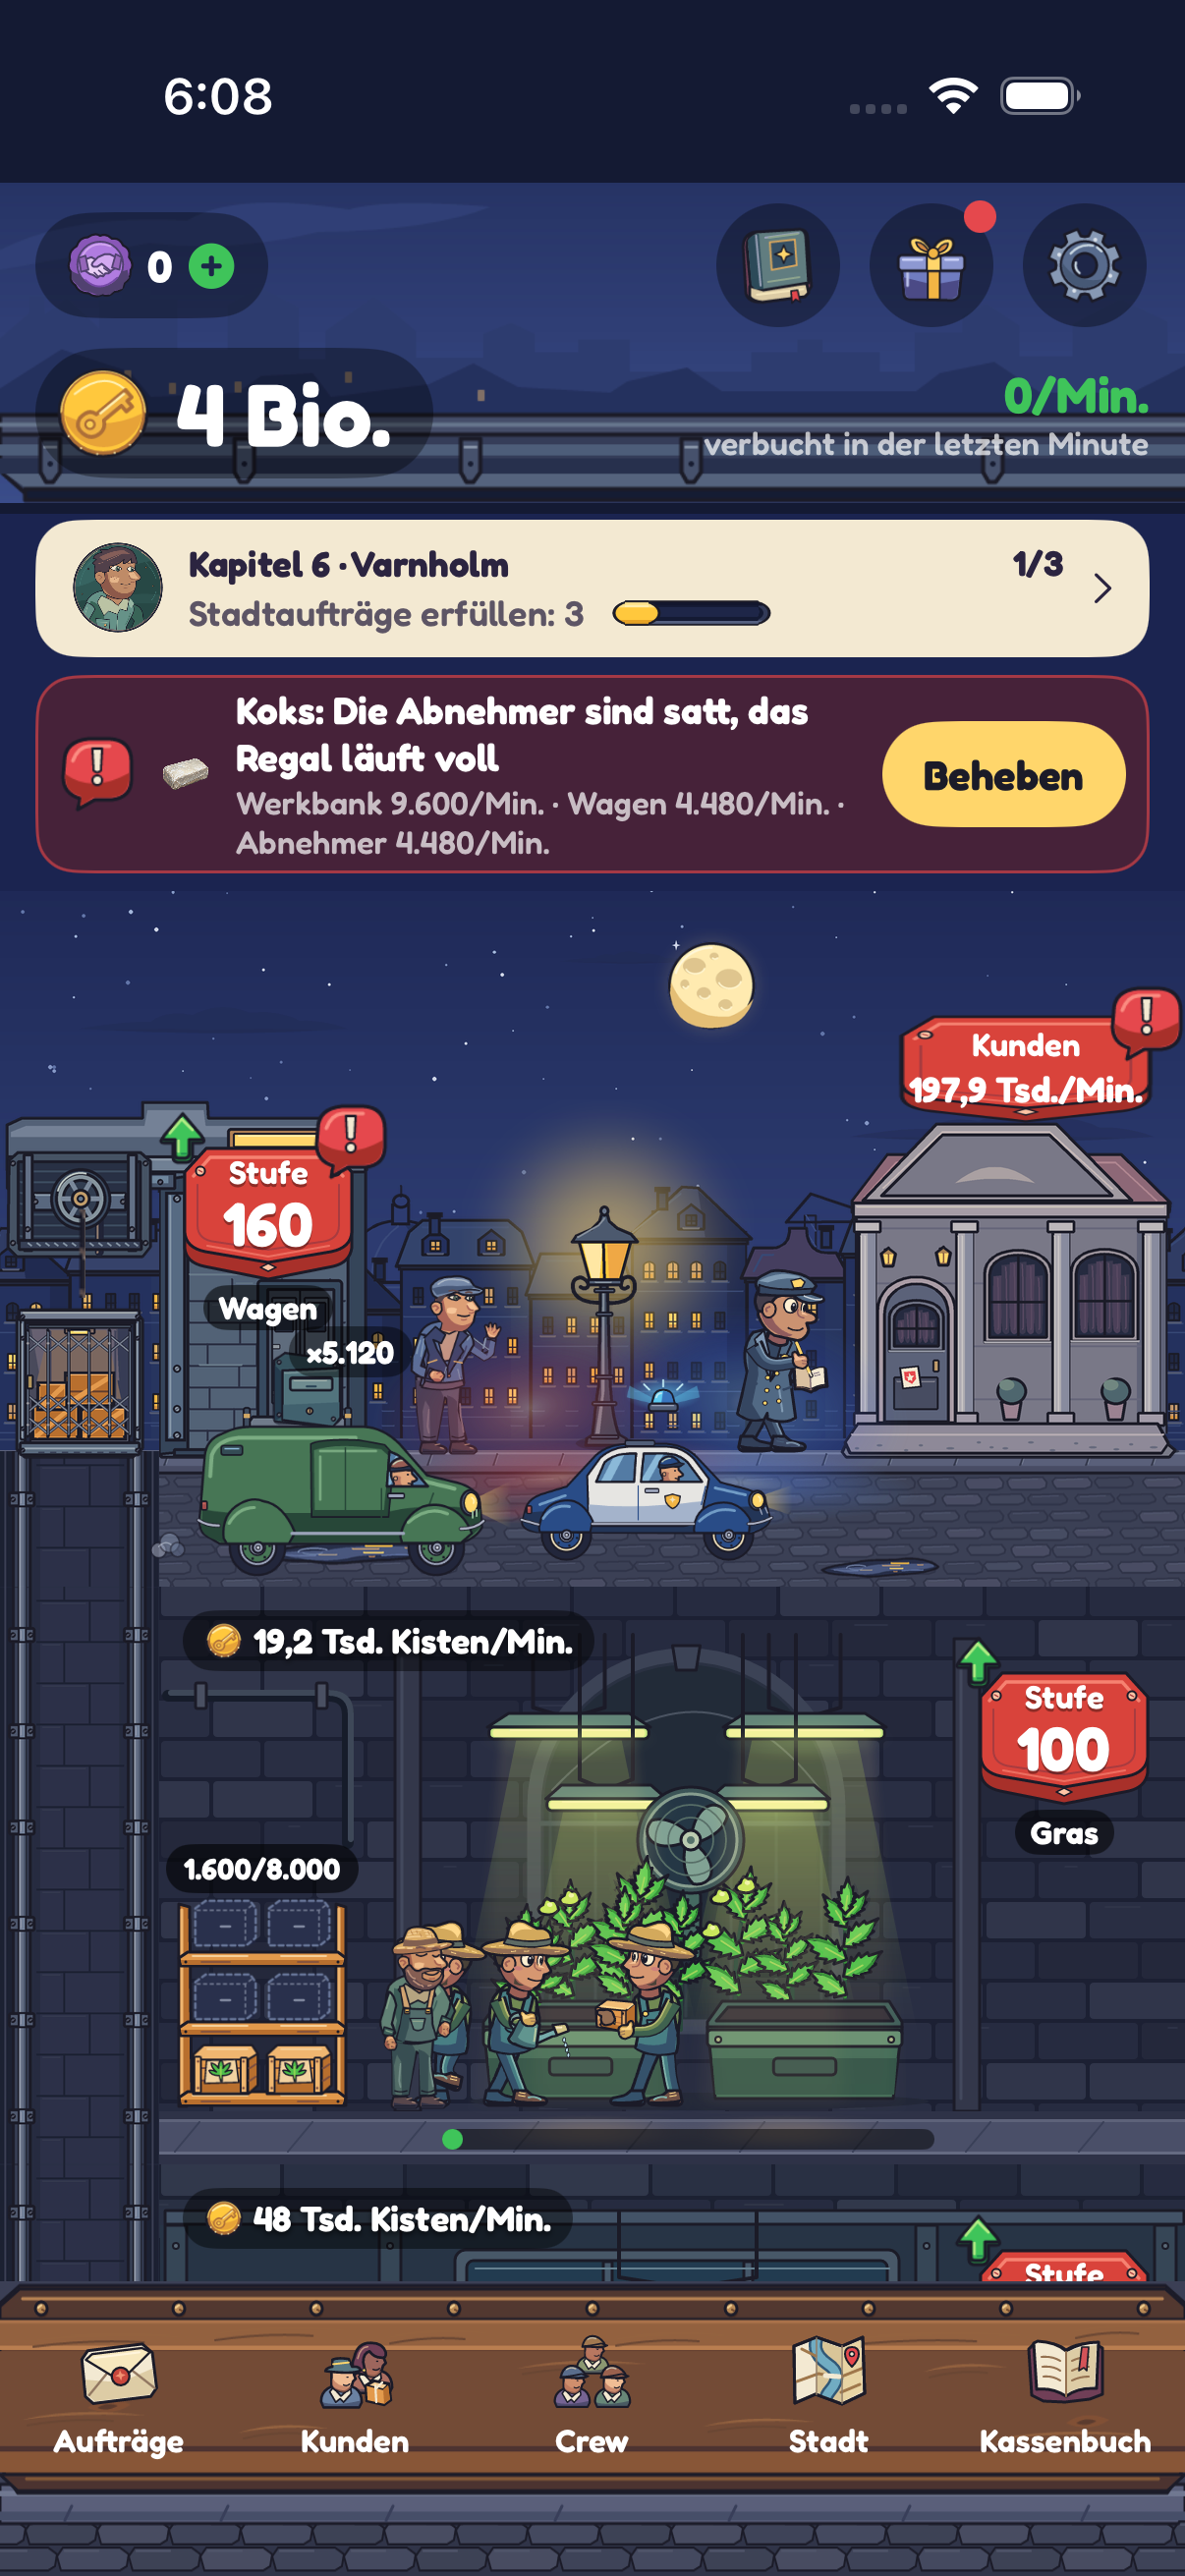 6:08
0
4 Bio.
0/Min.
verbucht in der letzten Minute
Kapitel 6 · Varnholm
1/3
Stadtaufträge erfüllen: 3
Koks: Die Abnehmer sind satt, das
Regal läuft voll
Werkbank 9.600/Min. · Wagen 4.480/Min. ·
Abnehmer 4.480/Min.
Beheben
Kunden
197,9 Tsd./Min.
Stufe
160
Wagen
x5.120
19,2 Tsd. Kisten/Min.
Stufe
100
Gras
1.600/8.000
48 Tsd. Kisten/Min.
Stufe
Aufträge
Kunden
Crew
Stadt
Kassenbuch